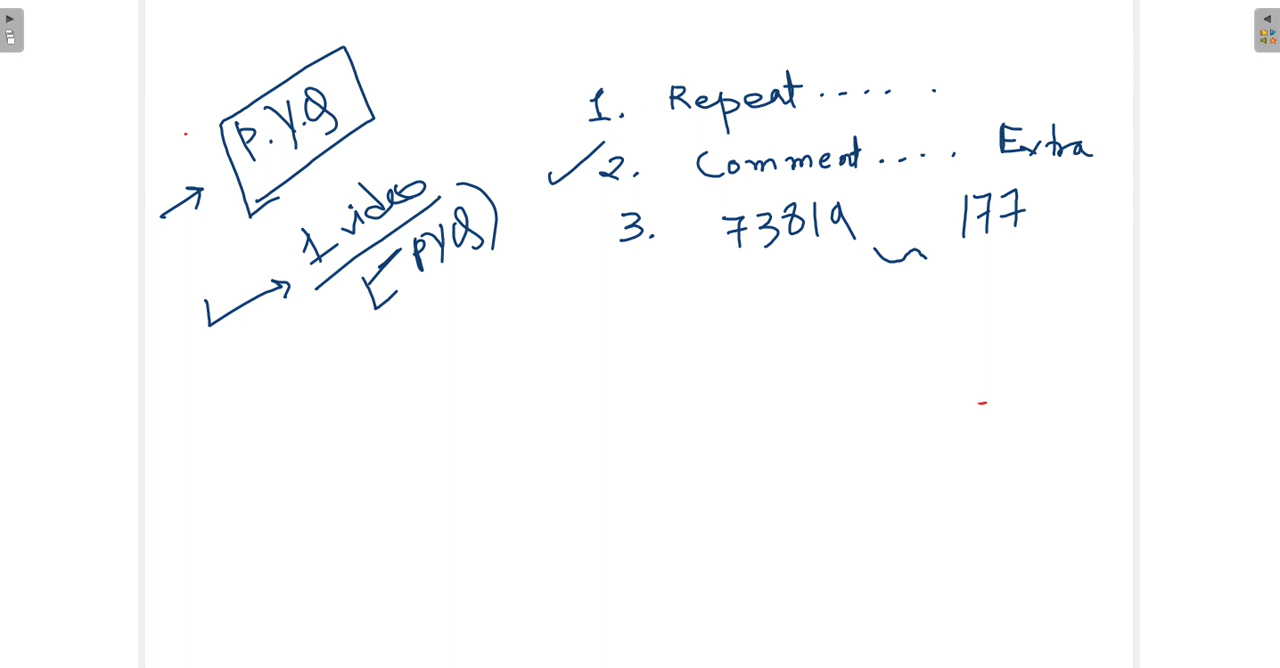 P.Y.Q
1 video
[PYQ)
1. Repeat .... .
2. Comment .... Extra
3. 73819 177